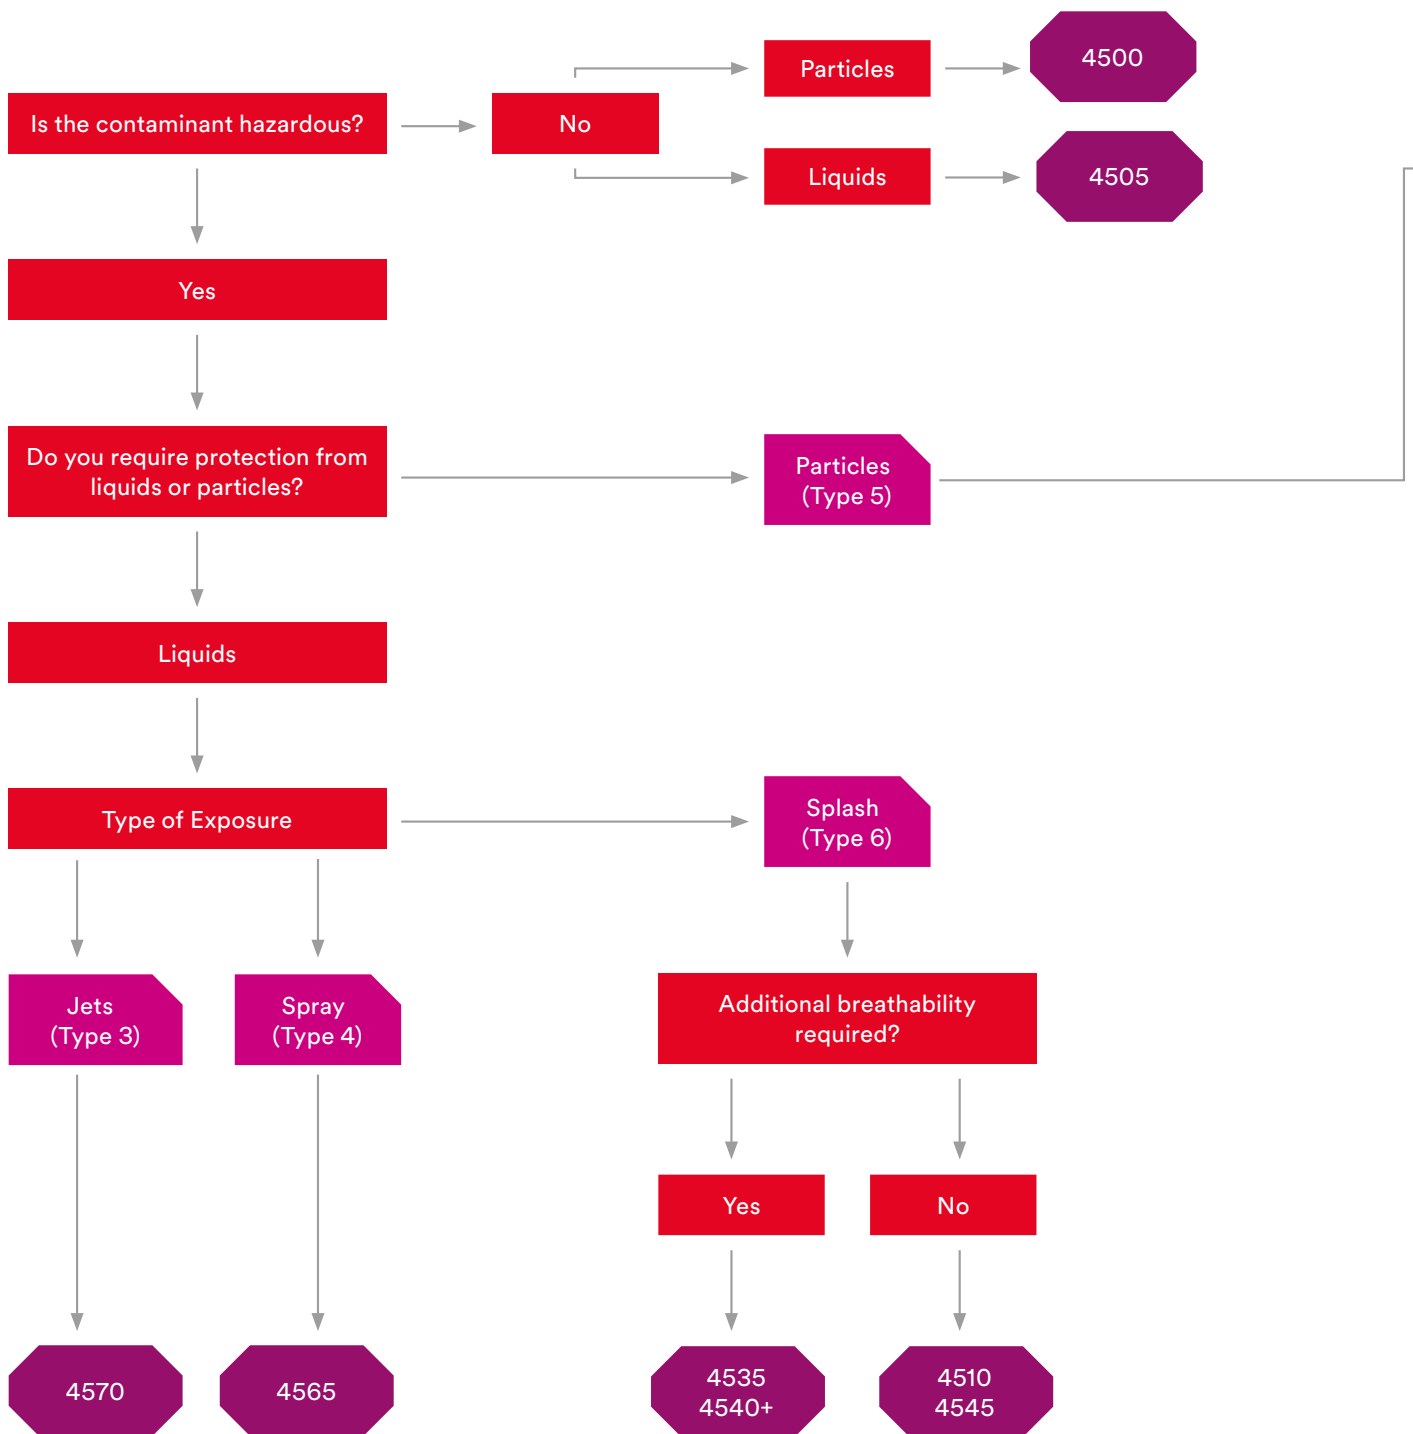 Particles
4500
Is the contaminant hazardous?
No
Liquids
4505
Yes
Do you require protection from
liquids or particles?
Particles
(Type 5)
Liquids
Type of Exposure
Splash
(Type 6)
Jets
(Type 3)
Spray
(Type 4)
Additional breathability
required?
Yes
No
4570
4565
4535
4540+
4510
4545